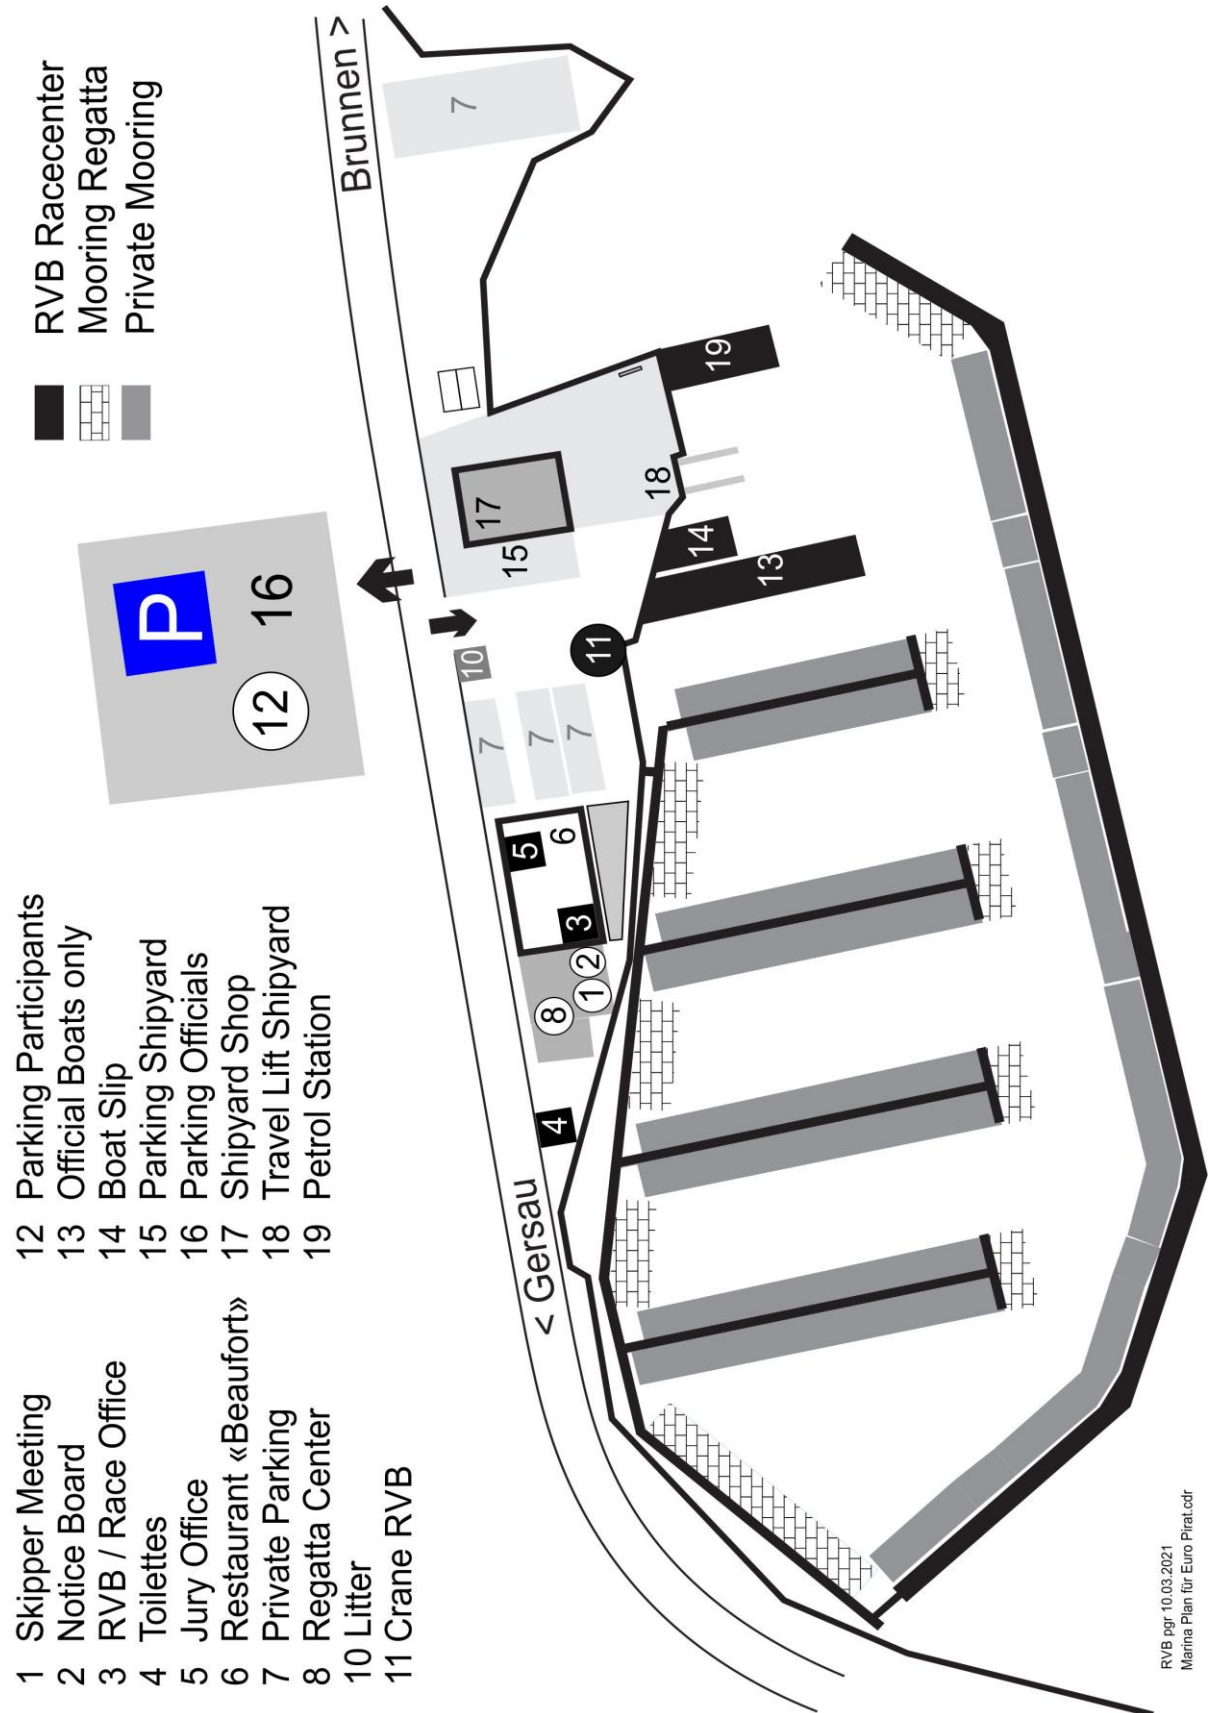 1 Skipper Meeting
2 Notice Board
3 RVB / Race Office
4 Toilettes
5 Jury Office
6 Restaurant «Beaufort»
7 Private Parking
8 Regatta Center
10 Litter
11 Crane RVB
12 Parking Participants
13 Official Boats only
14 Boat Slip
15 Parking Shipyard
16 Parking Officials
17 Shipyard Shop
18 Travel Lift Shipyard
19 Petrol Station
RVB Racecenter
Mooring Regatta
Private Mooring
P
12
16
< Gersau
Brunnen >
4
8
1
2
3
5
6
7
7
7
10
11
15
17
13
14
18
19
7
RVB pgr 10.03.2021
Marina Plan für Euro Pirat.cdr